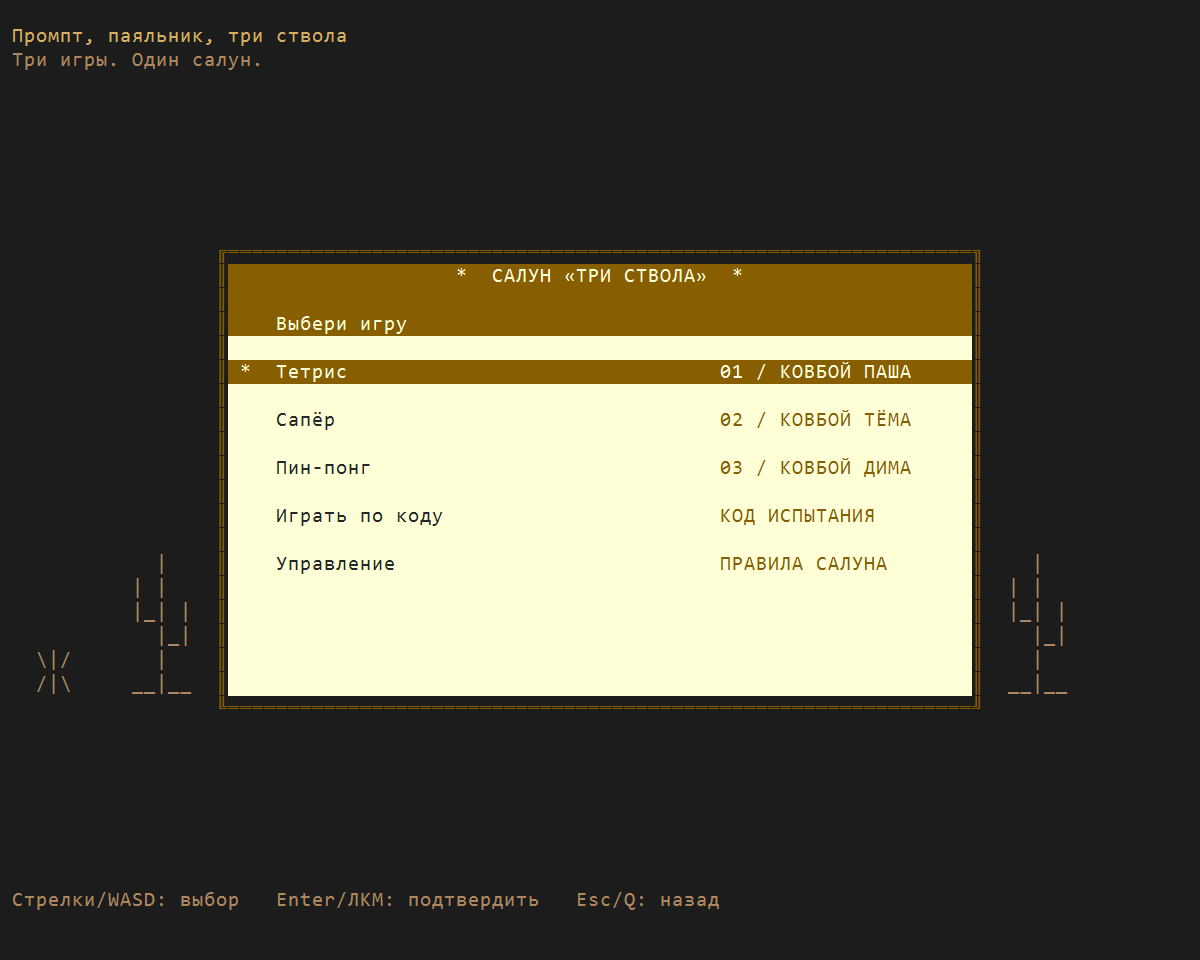 Промпт, паяльник, три ствола
Три игры. Один салун.
* САЛУН «ТРИ СТВОЛА» *
Выбери игру
* Тетрис 01 / КОВБОЙ ПАША
Сапёр 02 / КОВБОЙ ТЁМА
Пин-понг 03 / КОВБОЙ ДИМА
Играть по коду КОД ИСПЫТАНИЯ
Управление ПРАВИЛА САЛУНА
Стрелки/WASD: выбор Enter/ЛКМ: подтвердить Esc/Q: назад